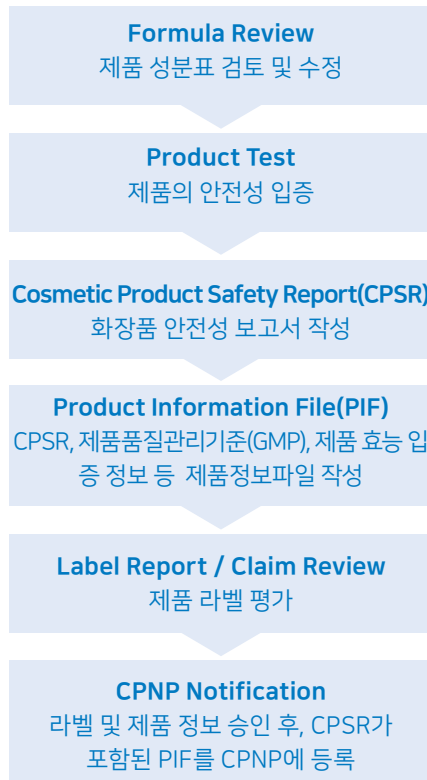 Formula Review
제품 성분표 검토 및 수정
Product Test
제품의 안전성 입증
Cosmetic Product Safety Report(CPSR)
화장품 안전성 보고서 작성
Product Information File(PIF)
CPSR, 제품품질관리기준(GMP), 제품 효능 입
증 정보 등 제품정보파일 작성
Label Report / Claim Review
제품 라벨 평가
CPNP Notification
라벨 및 제품 정보 승인 후, CPSR가
포함된 PIF를 CPNP에 등록